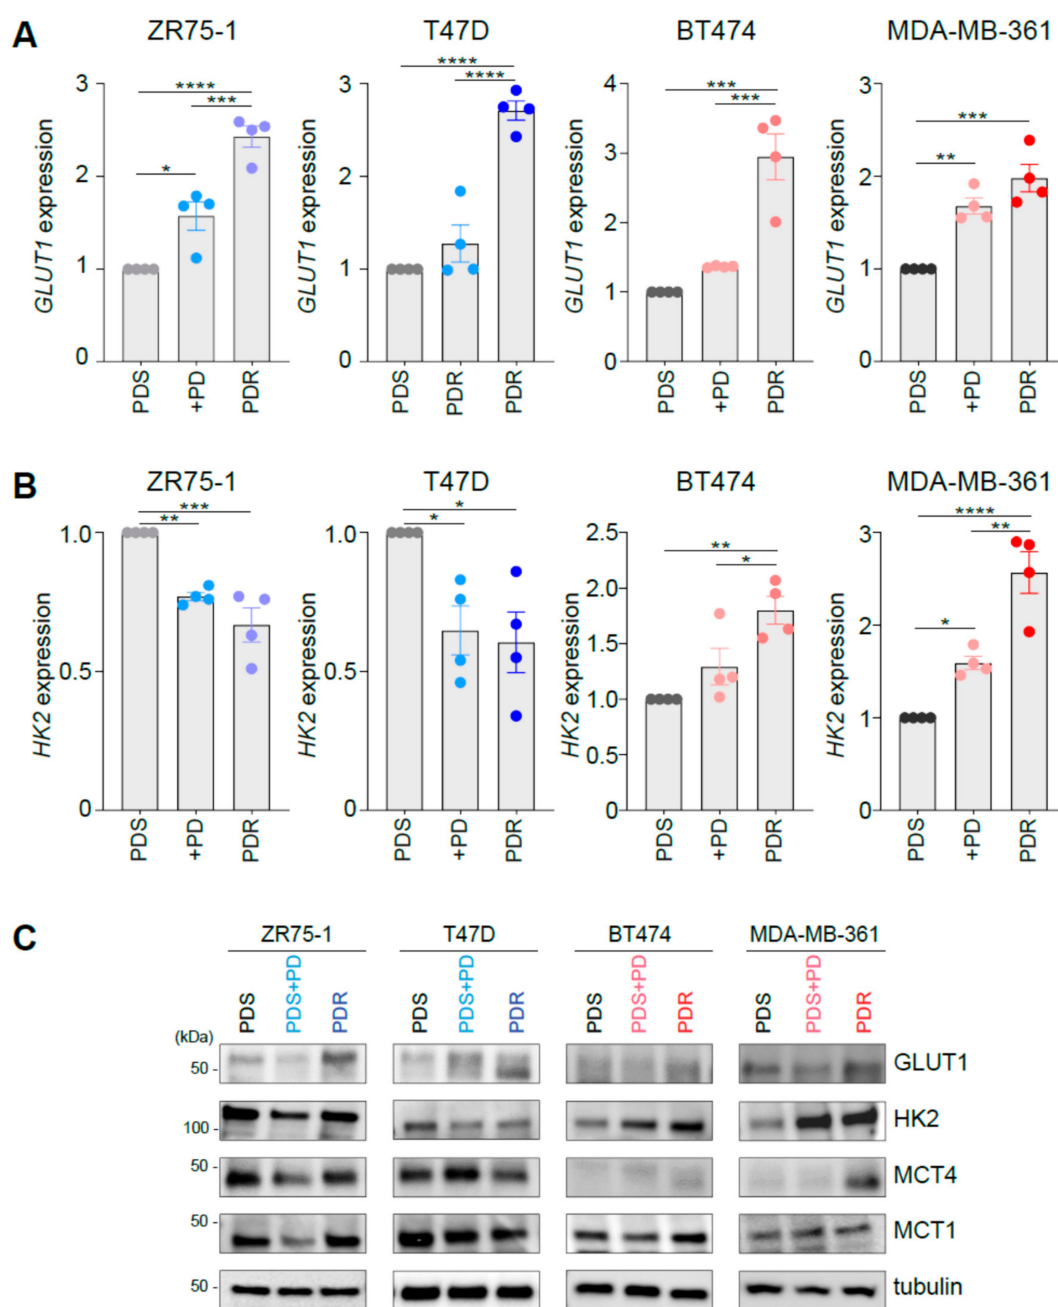 A
ZR75-1 T47D BT474 MDA-MB-361
GLUT1 expression
3
2
1
0
****
***
*
PDS +PD PDR
GLUT1 expression
3
2
1
0
****
****
PDS PDR PDR
GLUT1 expression
4
3
2
1
0
***
***
PDS +PD PDR
GLUT1 expression
3
2
1
0
***
**
PDS +PD PDR
B
ZR75-1 T47D BT474 MDA-MB-361
HK2 expression
1.0
0.5
0
***
**
PDS +PD PDR
HK2 expression
1.0
0.5
0
*
*
PDS +PD PDR
HK2 expression
2.5
2.0
1.5
1.0
0.5
0
**
*
PDS +PD PDR
HK2 expression
3
2
1
0
****
**
*
PDS +PD PDR
C
ZR75-1 T47D BT474 MDA-MB-361
PDS PDS+PD PDR PDS PDS+PD PDR PDS PDS+PD PDR PDS PDS+PD PDR
(kDa)
50 - GLUT1
100 - HK2
50 - MCT4
50 - MCT1
50 - tubulin